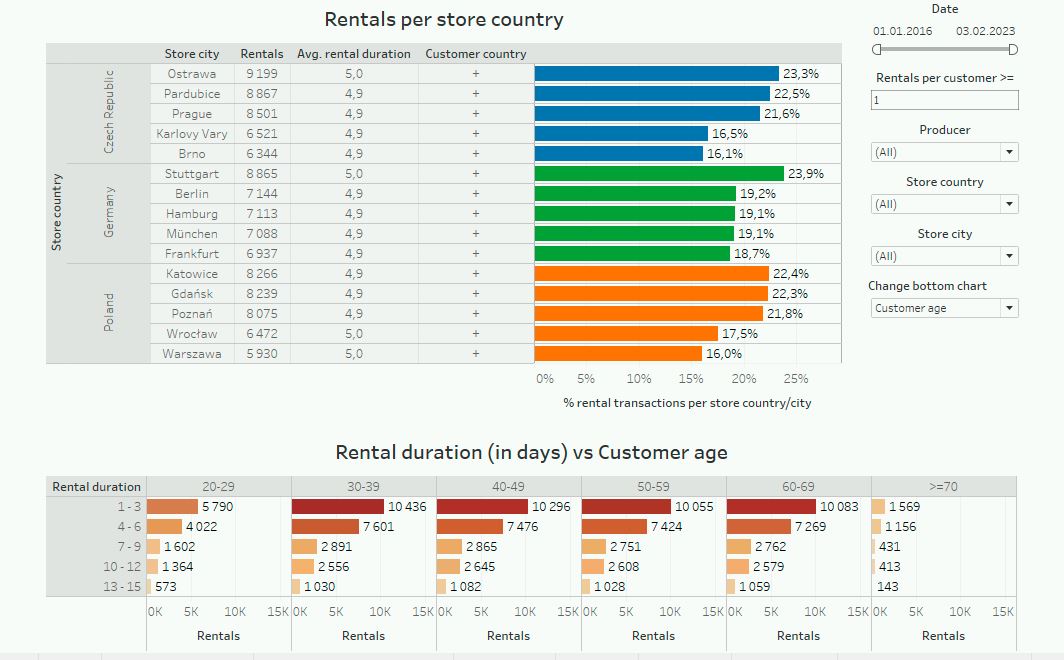 Rentals per store country
Store city Rentals Avg. rental duration Customer country
Store country
Czech Republic
Ostrawa 9 199 5,0 + 23,3%
Pardubice 8 867 4,9 + 22,5%
Prague 8 501 4,9 + 21,6%
Karlovy Vary 6 521 4,9 + 16,5%
Brno 6 344 4,9 + 16,1%
Germany
Stuttgart 8 865 5,0 + 23,9%
Berlin 7 144 4,9 + 19,2%
Hamburg 7 113 4,9 + 19,1%
München 7 088 4,9 + 19,1%
Frankfurt 6 937 4,9 + 18,7%
Poland
Katowice 8 266 4,9 + 22,4%
Gdańsk 8 239 4,9 + 22,3%
Poznań 8 075 4,9 + 21,8%
Wrocław 6 472 5,0 + 17,5%
Warszawa 5 930 5,0 + 16,0%
0% 5% 10% 15% 20% 25%
% rental transactions per store country/city
Date
01.01.2016 03.02.2023
Rentals per customer >=
1
Producer
(All)
Store country
(All)
Store city
(All)
Change bottom chart
Customer age
Rental duration (in days) vs Customer age
Rental duration 20-29 30-39 40-49 50-59 60-69 >=70
1 - 3 5 790 10 436 10 296 10 055 10 083 1 569
4 - 6 4 022 7 601 7 476 7 424 7 269 1 156
7 - 9 1 602 2 891 2 865 2 751 2 762 431
10 - 12 1 364 2 556 2 645 2 608 2 579 413
13 - 15 573 1 030 1 082 1 028 1 059 143
0K 5K 10K 15K 0K 5K 10K 15K 0K 5K 10K 15K 0K 5K 10K 15K 0K 5K 10K 15K 0K 5K 10K 15K
Rentals Rentals Rentals Rentals Rentals Rentals